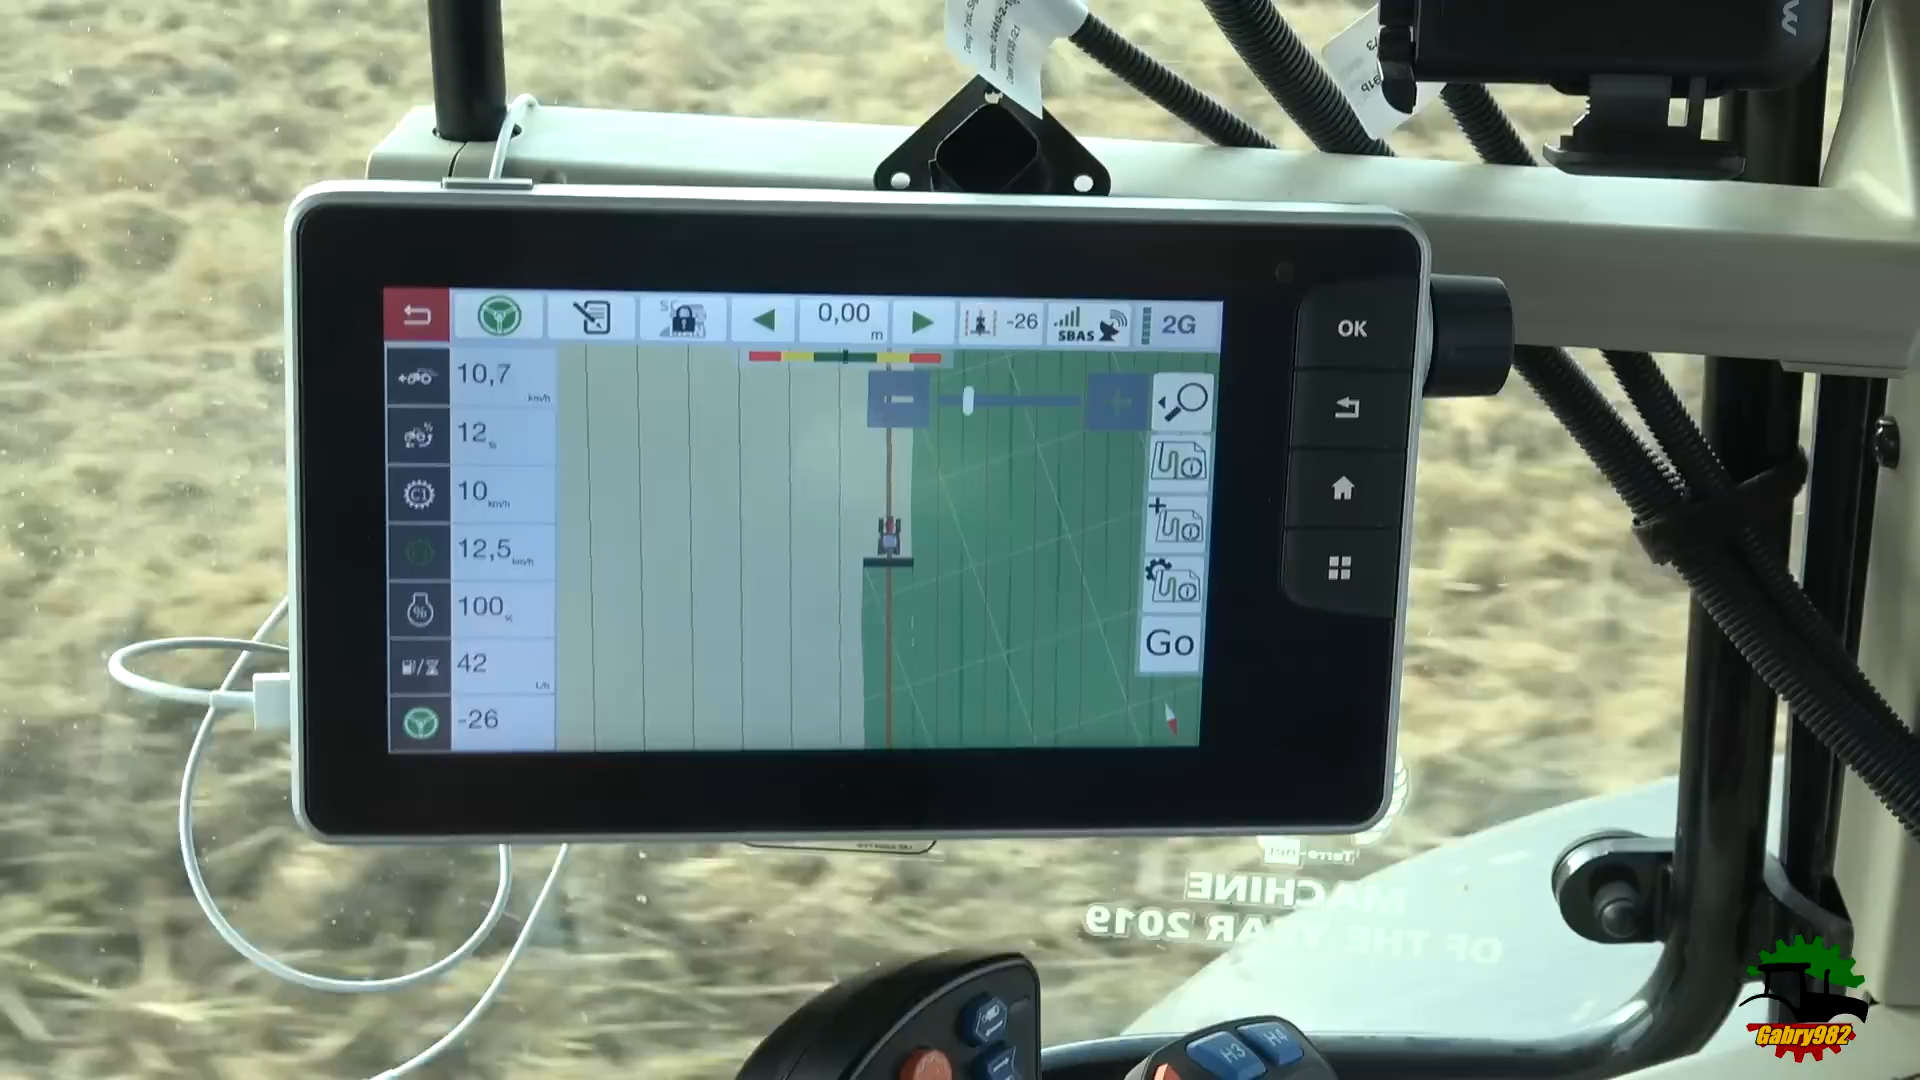 0,00
m
-26
SBAS
2G
10,7
km/h
12
%
10
km/h
C1
12,5
km/h
100
%
%
42
L/h
-26
Go
OK
MACHINE
OF THE YEAR 2019
H3
H4
Gabry982